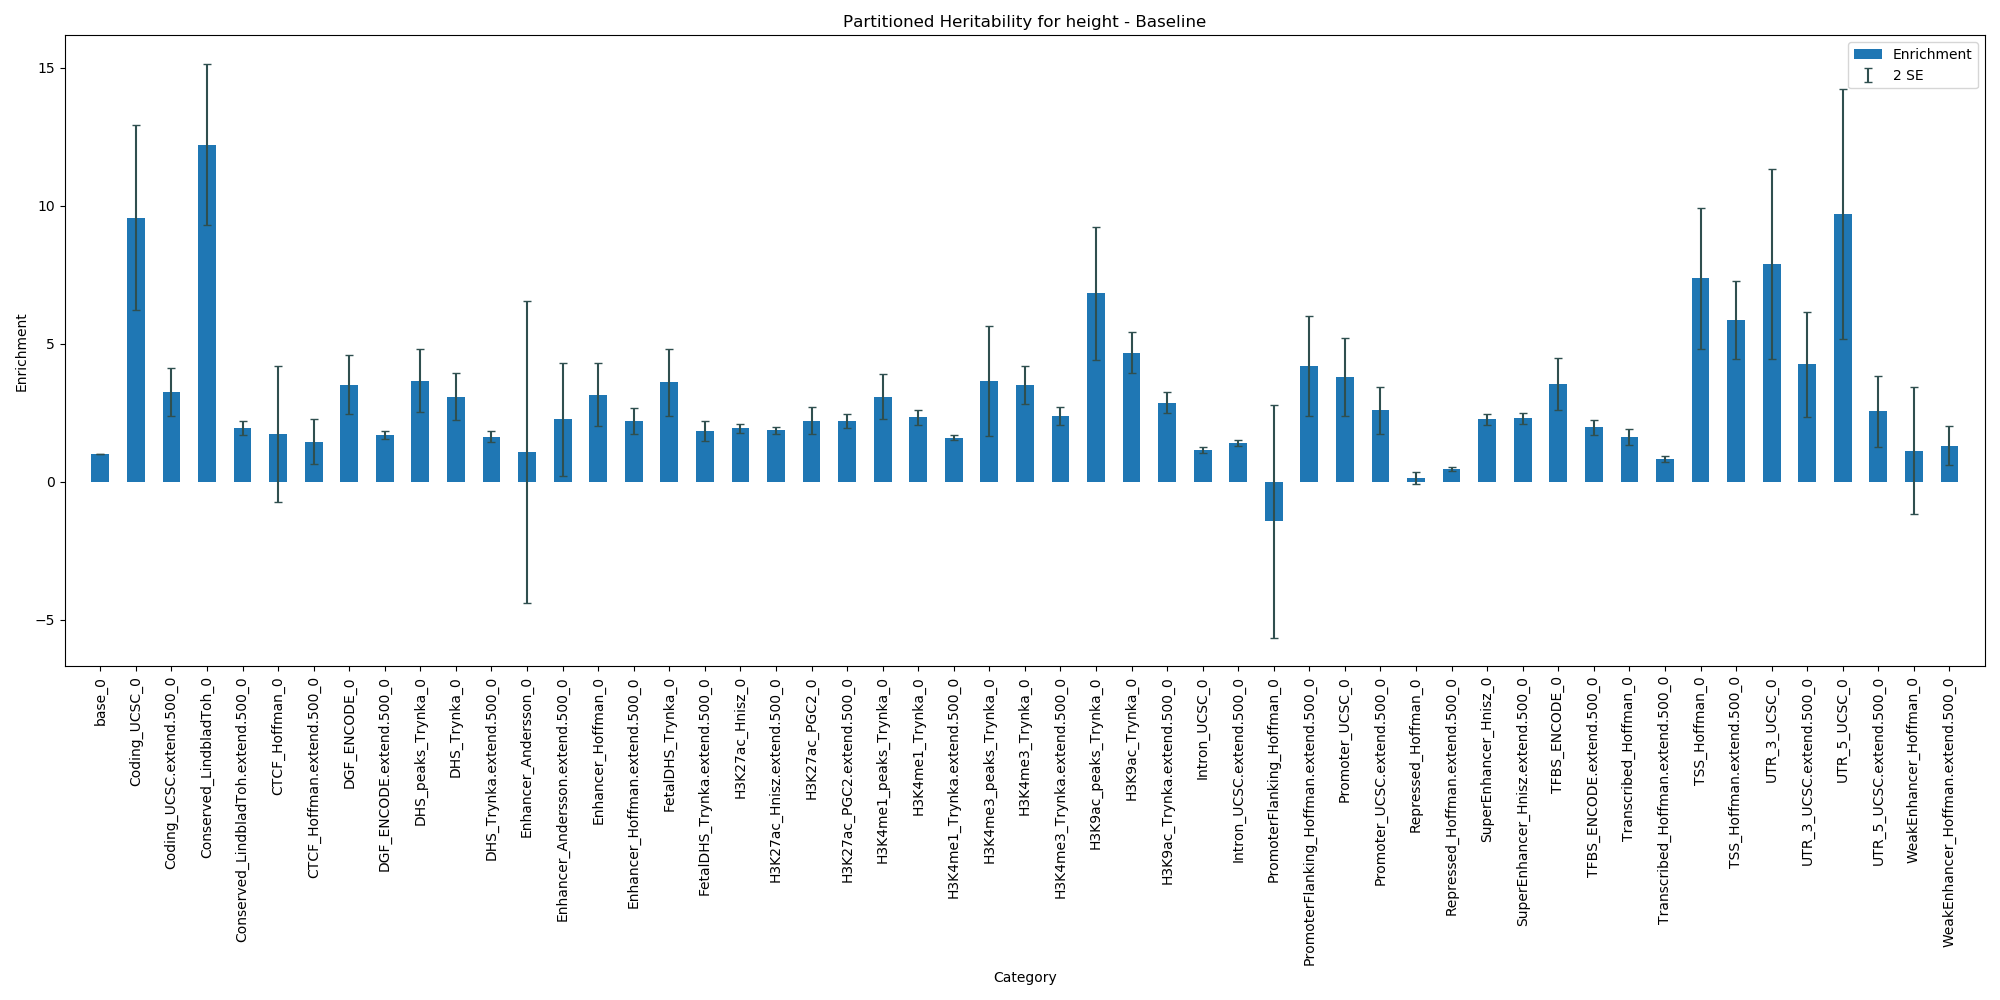 Partitioned Heritability for height - Baseline
Enrichment
2 SE
15
10
5
0
−5
Enrichment
base_0
Coding_UCSC_0
Coding_UCSC.extend.500_0
Conserved_LindbladToh_0
Conserved_LindbladToh.extend.500_0
CTCF_Hoffman_0
CTCF_Hoffman.extend.500_0
DGF_ENCODE_0
DGF_ENCODE.extend.500_0
DHS_peaks_Trynka_0
DHS_Trynka_0
DHS_Trynka.extend.500_0
Enhancer_Andersson_0
Enhancer_Andersson.extend.500_0
Enhancer_Hoffman_0
Enhancer_Hoffman.extend.500_0
FetalDHS_Trynka_0
FetalDHS_Trynka.extend.500_0
H3K27ac_Hnisz_0
H3K27ac_Hnisz.extend.500_0
H3K27ac_PGC2_0
H3K27ac_PGC2.extend.500_0
H3K4me1_peaks_Trynka_0
H3K4me1_Trynka_0
H3K4me1_Trynka.extend.500_0
H3K4me3_peaks_Trynka_0
H3K4me3_Trynka_0
H3K4me3_Trynka.extend.500_0
H3K9ac_peaks_Trynka_0
H3K9ac_Trynka_0
H3K9ac_Trynka.extend.500_0
Intron_UCSC_0
Intron_UCSC.extend.500_0
PromoterFlanking_Hoffman_0
PromoterFlanking_Hoffman.extend.500_0
Promoter_UCSC_0
Promoter_UCSC.extend.500_0
Repressed_Hoffman_0
Repressed_Hoffman.extend.500_0
SuperEnhancer_Hnisz_0
SuperEnhancer_Hnisz.extend.500_0
TFBS_ENCODE_0
TFBS_ENCODE.extend.500_0
Transcribed_Hoffman_0
Transcribed_Hoffman.extend.500_0
TSS_Hoffman_0
TSS_Hoffman.extend.500_0
UTR_3_UCSC_0
UTR_3_UCSC.extend.500_0
UTR_5_UCSC_0
UTR_5_UCSC.extend.500_0
WeakEnhancer_Hoffman_0
WeakEnhancer_Hoffman.extend.500_0
Category